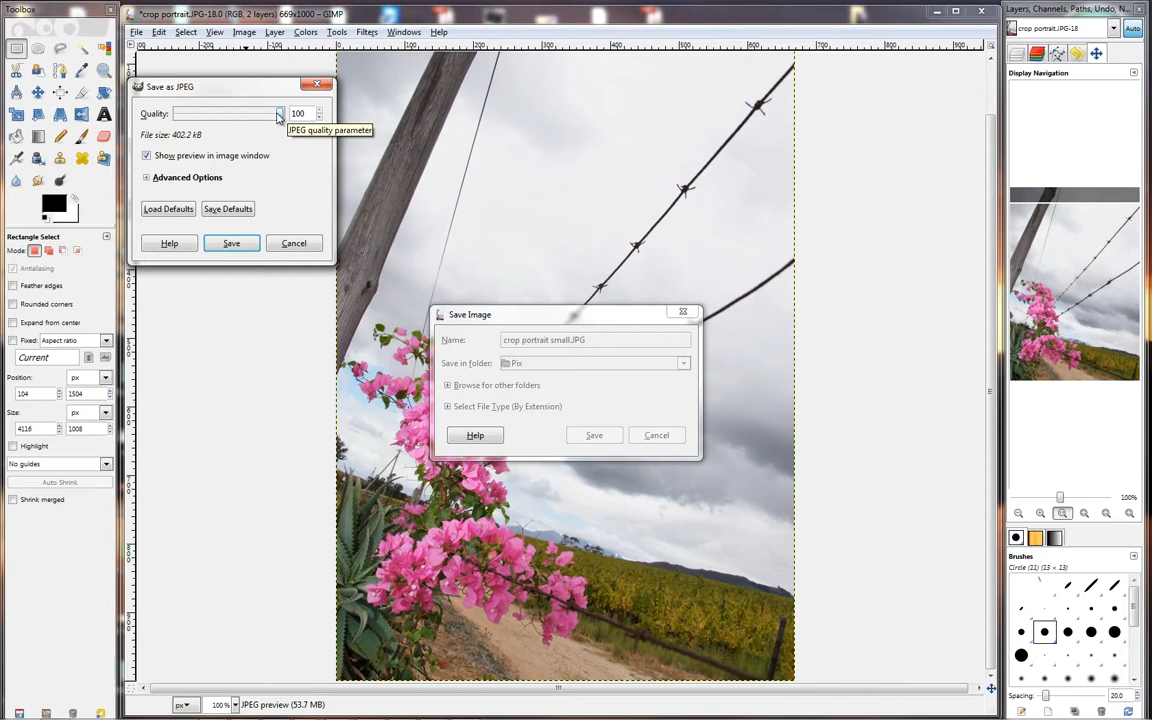 Toolbox
*crop portrait.JPG-18.0 (RGB, 2 layers) 669x1000 – GIMP
Layers, Channels, Paths, Undo, N...
File Edit Select View Image Layer Colors Tools Filters Windows Help
crop portrait.JPG-18
Auto
Display Navigation
Save as JPEG
Quality:
100
JPEG quality parameter
File size: 402.2 kB
Show preview in image window
Advanced Options
Load Defaults
Save Defaults
Help
Save
Cancel
Rectangle Select
Mode:
Antialiasing
Feather edges
Rounded corners
Expand from center
Fixed:
Aspect ratio
Current
Position:
px
104
1504
Size:
px
4116
1008
Highlight
No guides
Auto Shrink
Shrink merged
Save Image
Name:
crop portrait small.JPG
Save in folder:
Pix
Browse for other folders
Select File Type (By Extension)
Help
Save
Cancel
100%
Brushes
Circle (11) (13 × 13)
Spacing:
20.0
px
100 %
JPEG preview (53.7 MB)